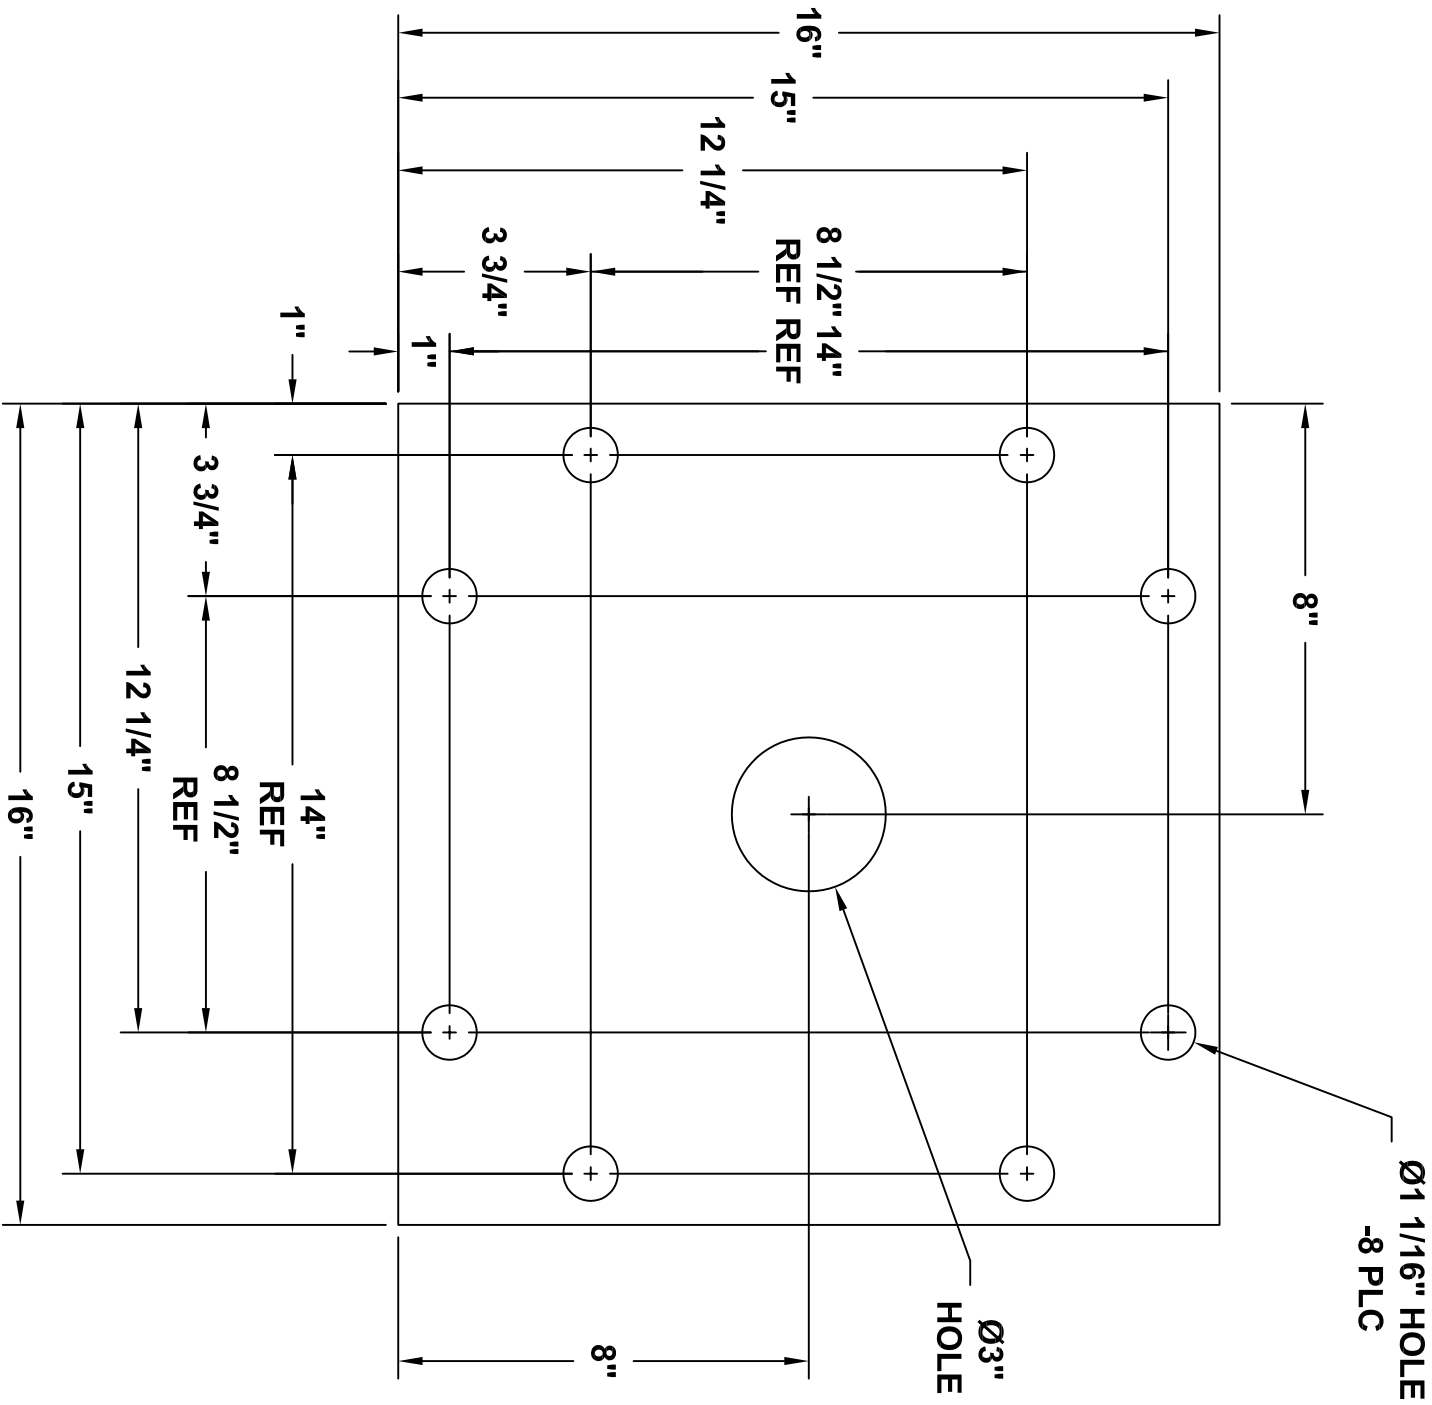 Ø1 1/16" HOLE
-8 PLC
Ø3"
HOLE
8"
8"
16"
15"
12 1/4"
8 1/2" 14"
REF REF
3 3/4"
1"
1"
3 3/4"
14"
REF
8 1/2"
REF
12 1/4"
15"
16"